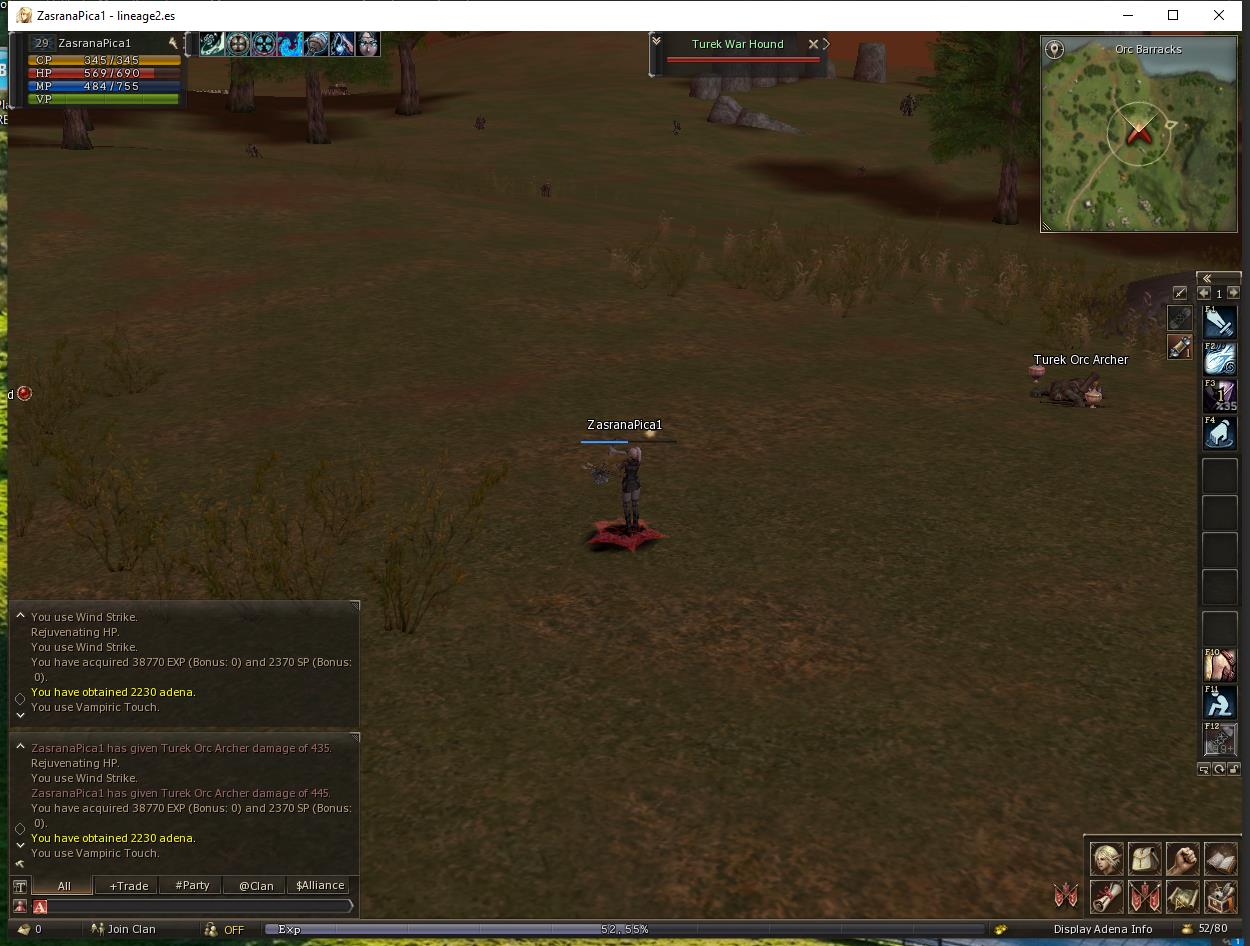 ZasranaPica1 - lineage2.es
29 ZasranaPica1
CP 345/345
HP 569/690
MP 484/755
VP
Turek War Hound
Orc Barracks
1
F1
F2
F3
1
%35
F4
1
Turek Orc Archer
d
ZasranaPica1
You use Wind Strike.
Rejuvenating HP.
You use Wind Strike.
You have acquired 38770 EXP (Bonus: 0) and 2370 SP (Bonus:
0).
You have obtained 2230 adena.
You use Vampiric Touch.
ZasranaPica1 has given Turek Orc Archer damage of 435.
Rejuvenating HP.
You use Wind Strike.
ZasranaPica1 has given Turek Orc Archer damage of 445.
You have acquired 38770 EXP (Bonus: 0) and 2370 SP (Bonus:
0).
You have obtained 2230 adena.
You use Vampiric Touch.
F10
F11
F12
99+
T All +Trade #Party @Clan $Alliance
A
0 Join Clan OFF Exp 52.55% Display Adena Info 52/80